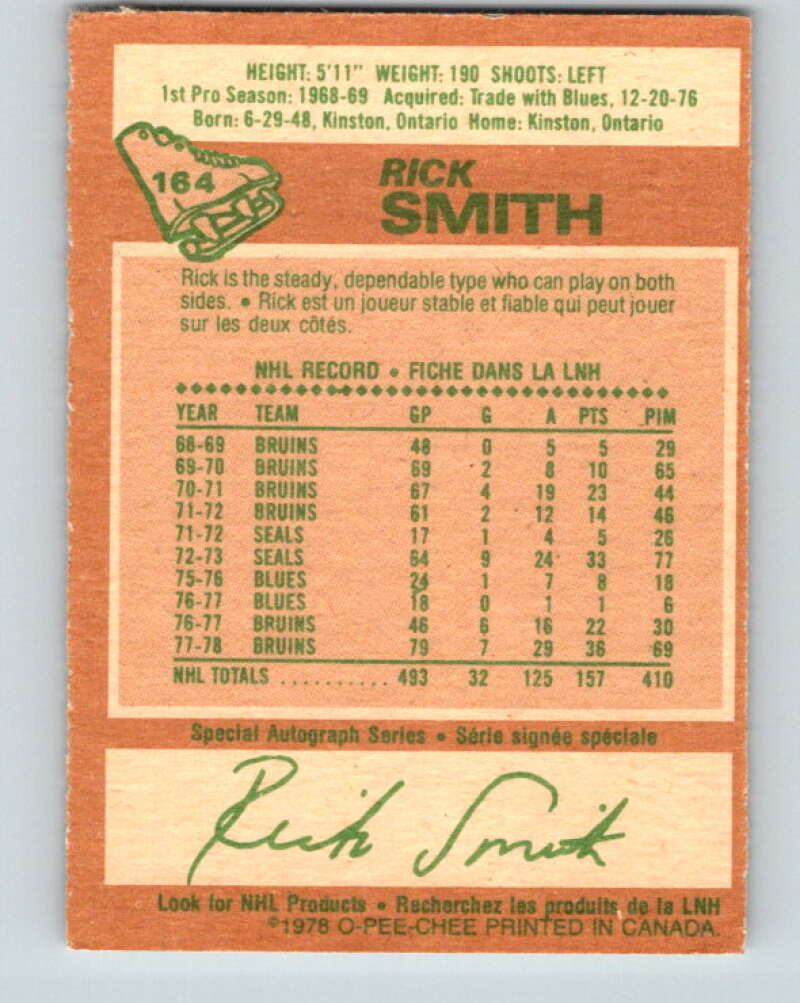 HEIGHT: 5'11" WEIGHT: 190 SHOOTS: LEFT
1st Pro Season: 1968-69 Acquired: Trade with Blues, 12-20-76
Born: 6-29-48, Kinston, Ontario Home: Kinston, Ontario
164
RICK
SMITH
Rick is the steady, dependable type who can play on both
sides. • Rick est un joueur stable et fiable qui peut jouer
sur les deux côtés.
NHL RECORD • FICHE DANS LA LNH
YEAR TEAM GP G A PTS PIM
68-69 BRUINS 48 0 5 5 29
69-70 BRUINS 69 2 8 10 65
70-71 BRUINS 67 4 19 23 44
71-72 BRUINS 61 2 12 14 46
71-72 SEALS 17 1 4 5 26
72-73 SEALS 64 9 24 33 77
75-76 BLUES 24 1 7 8 18
76-77 BLUES 18 0 1 1 6
76-77 BRUINS 46 6 16 22 30
77-78 BRUINS 79 7 29 36 69
NHL TOTALS .......... 493 32 125 157 410
Special Autograph Series • Série signée spéciale
Rick Smith
Look for NHL Products • Recherchez les produits de la LNH
©1978 O-PEE-CHEE PRINTED IN CANADA.